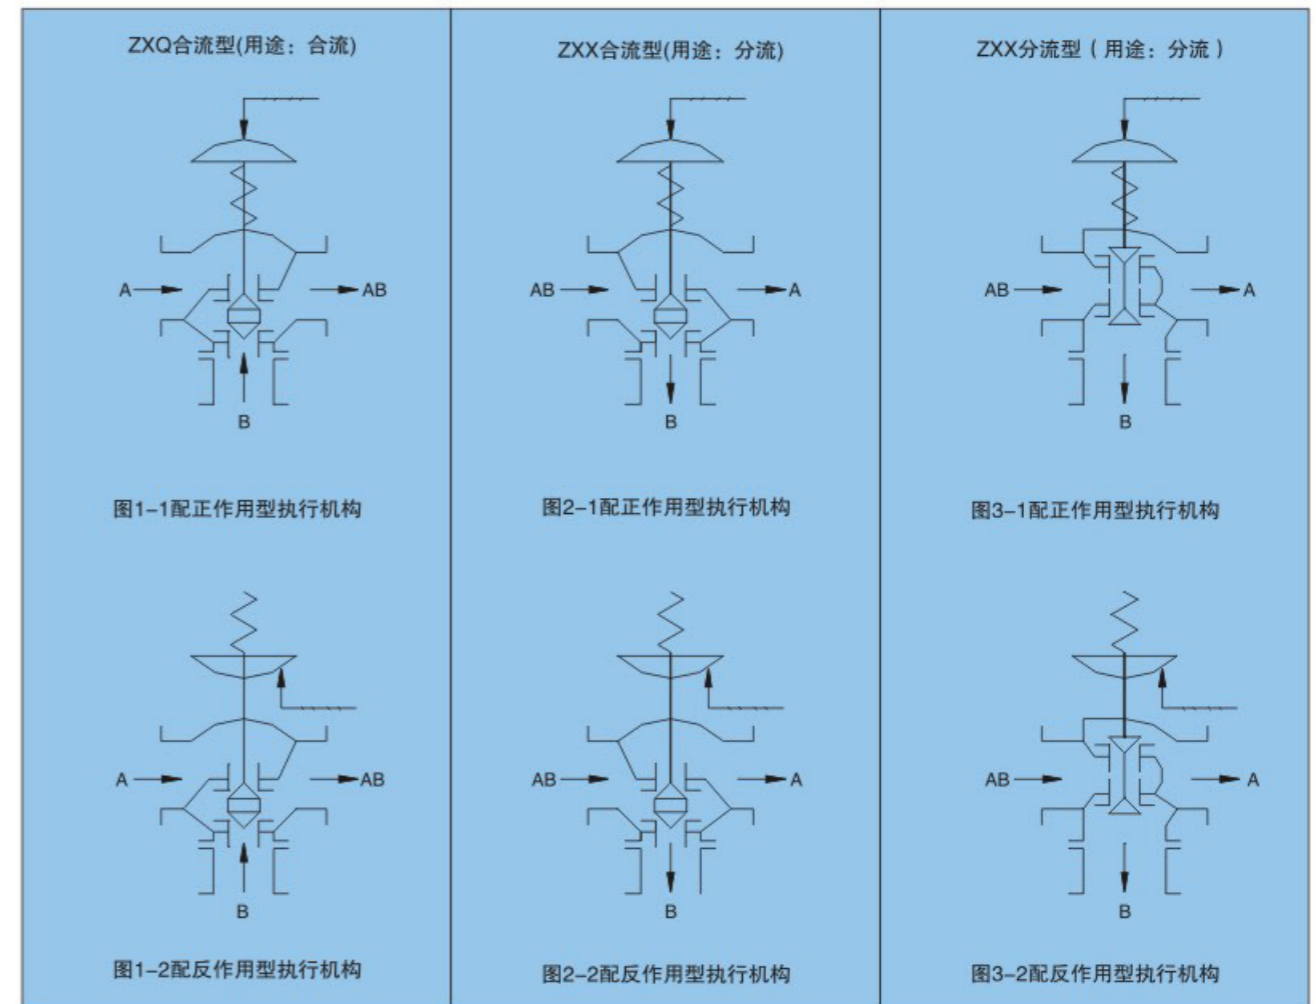 ZXQ合流型(用途：合流)
ZXX合流型(用途：分流)
ZXX分流型（用途：分流）
A
AB
B
AB
A
B
AB
A
B
图1-1配正作用型执行机构
图2-1配正作用型执行机构
图3-1配正作用型执行机构
A
AB
B
AB
A
B
AB
A
B
图1-2配反作用型执行机构
图2-2配反作用型执行机构
图3-2配反作用型执行机构